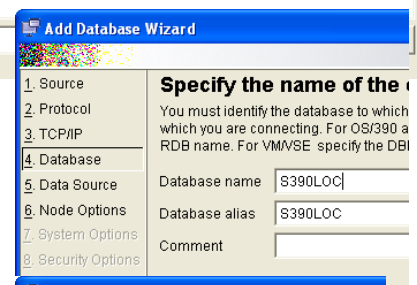 Add Database Wizard
1. Source
2. Protocol
3. TCP/IP
4. Database
5. Data Source
6. Node Options
7. System Options
8. Security Options
Specify the name of the
You must identify the database to which
which you are connecting. For OS/390 a
RDB name. For VM/VSE specify the DB
Database name S390LOC
Database alias S390LOC
Comment